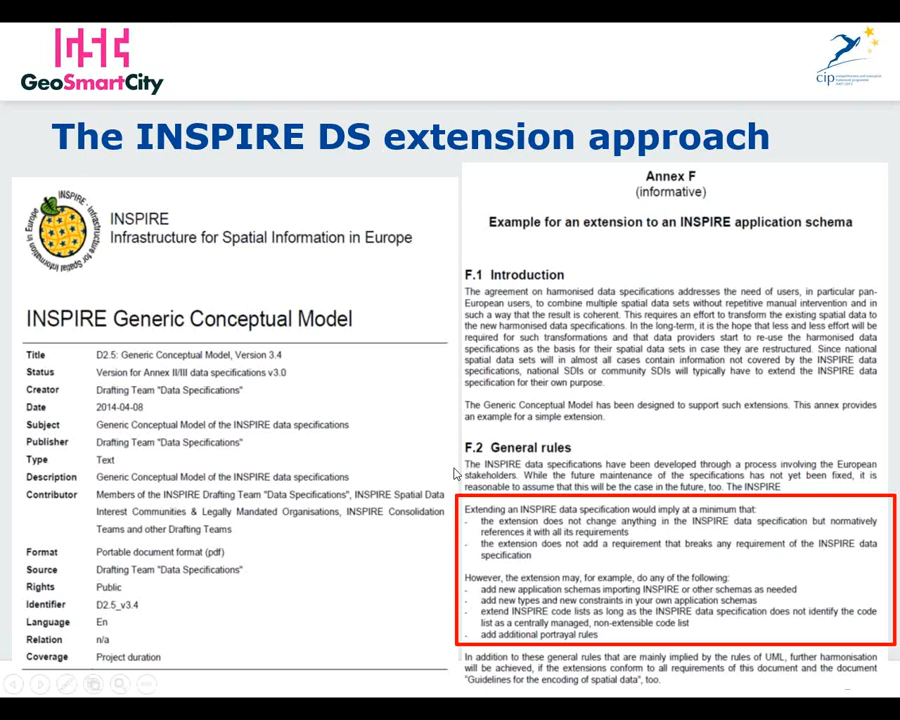 GeoSmartCity
cip
The INSPIRE DS extension approach
INSPIRE
Infrastructure for Spatial Information in Europe
INSPIRE Generic Conceptual Model
Title D2.5: Generic Conceptual Model, Version 3.4
Status Version for Annex II/III data specifications v3.0
Creator Drafting Team "Data Specifications"
Date 2014-04-08
Subject Generic Conceptual Model of the INSPIRE data specifications
Publisher Drafting Team "Data Specifications"
Type Text
Description Generic Conceptual Model of the INSPIRE data specifications
Contributor Members of the INSPIRE Drafting Team "Data Specifications", INSPIRE Spatial Data
Interest Communities & Legally Mandated Organisations, INSPIRE Consolidation
Teams and other Drafting Teams
Format Portable document format (pdf)
Source Drafting Team "Data Specifications"
Rights Public
Identifier D2.5_v3.4
Language En
Relation n/a
Coverage Project duration
Annex F
(informative)
Example for an extension to an INSPIRE application schema
F.1 Introduction
The agreement on harmonised data specifications addresses the need of users, in particular pan-
European users, to combine multiple spatial data sets without repetitive manual intervention and in
such a way that the result is coherent. This requires an effort to transform the existing spatial data to
the new harmonised data specifications. In the long-term, it is the hope that less and less effort will be
required for such transformations and that data providers start to re-use the harmonised data
specifications as the basis for their spatial data sets in case they are restructured. Since national
spatial data sets will in almost all cases contain information not covered by the INSPIRE data
specifications, national SDIs or community SDIs will typically have to extend the INSPIRE data
specification for their own purpose.
The Generic Conceptual Model has been designed to support such extensions. This annex provides
an example for a simple extension.
F.2 General rules
The INSPIRE data specifications have been developed through a process involving the European
stakeholders. While the future maintenance of the specifications has not yet been fixed, it is
reasonable to assume that this will be the case in the future, too. The INSPIRE
Extending an INSPIRE data specification would imply at a minimum that:
- the extension does not change anything in the INSPIRE data specification but normatively
references it with all its requirements
- the extension does not add a requirement that breaks any requirement of the INSPIRE data
specification
However, the extension may, for example, do any of the following:
- add new application schemas importing INSPIRE or other schemas as needed
- add new types and new constraints in your own application schemas
- extend INSPIRE code lists as long as the INSPIRE data specification does not identify the code
list as a centrally managed, non-extensible code list
- add additional portrayal rules
In addition to these general rules that are mainly implied by the rules of UML, further harmonisation
will be achieved, if the extensions conform to all requirements of this document and the document
"Guidelines for the encoding of spatial data", too.